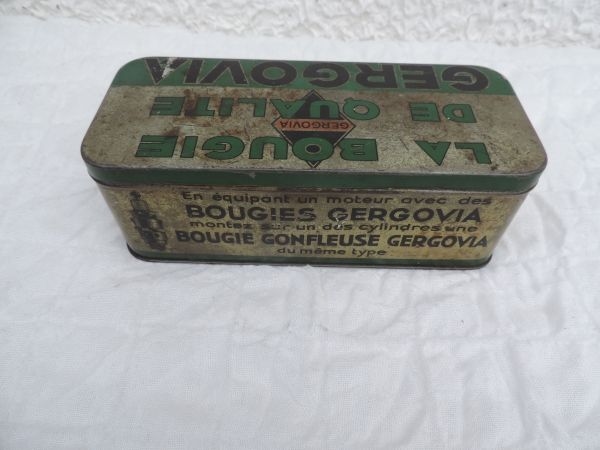 LA BOUGIE
DE QUALITE
GERGOVIA
GERGOVIA
En équipant un moteur avec des
BOUGIES GERGOVIA
montez sur un des cylindres une
BOUGIE GONFLEUSE GERGOVIA
du même type